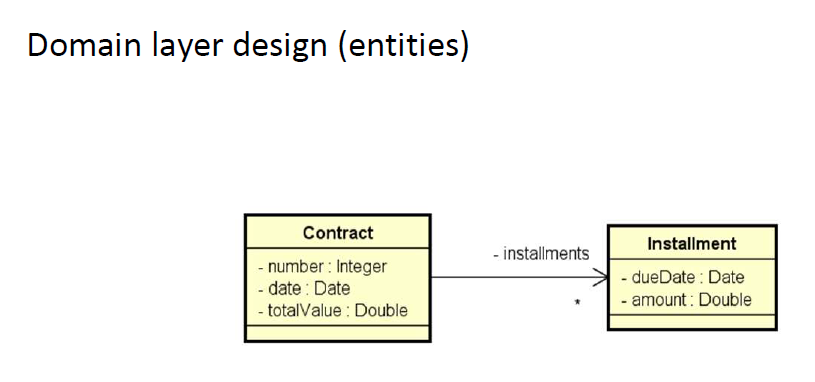 Domain layer design (entities)
Contract
- number : Integer
- date : Date
- totalValue : Double
- installments
*
Installment
- dueDate : Date
- amount : Double